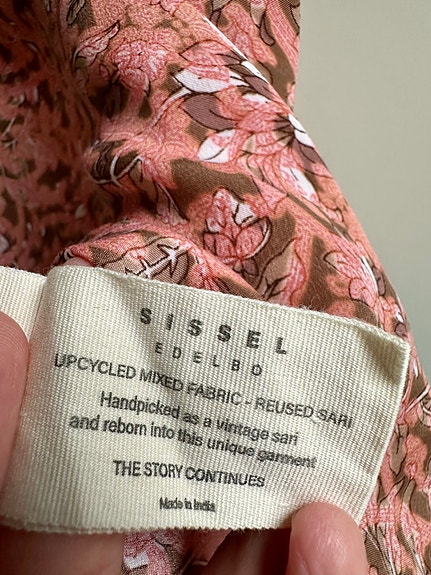 SISSEL
EDELBO
UPCYCLED MIXED FABRIC - REUSED SARI
Handpicked as a vintage sari
and reborn into this unique garment
THE STORY CONTINUES
Made in India